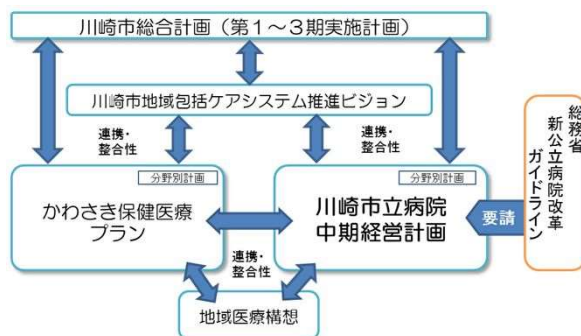 川崎市総合計画（第１～３期実施計画）
川崎市地域包括ケアシステム推進ビジョン
連携・
整合性
連携・
整合性
分野別計画
かわさき保健医療
プラン
分野別計画
川崎市立病院
中期経営計画
要請
総務省
新公立病院改革
ガイドライン
連携・
整合性
地域医療構想